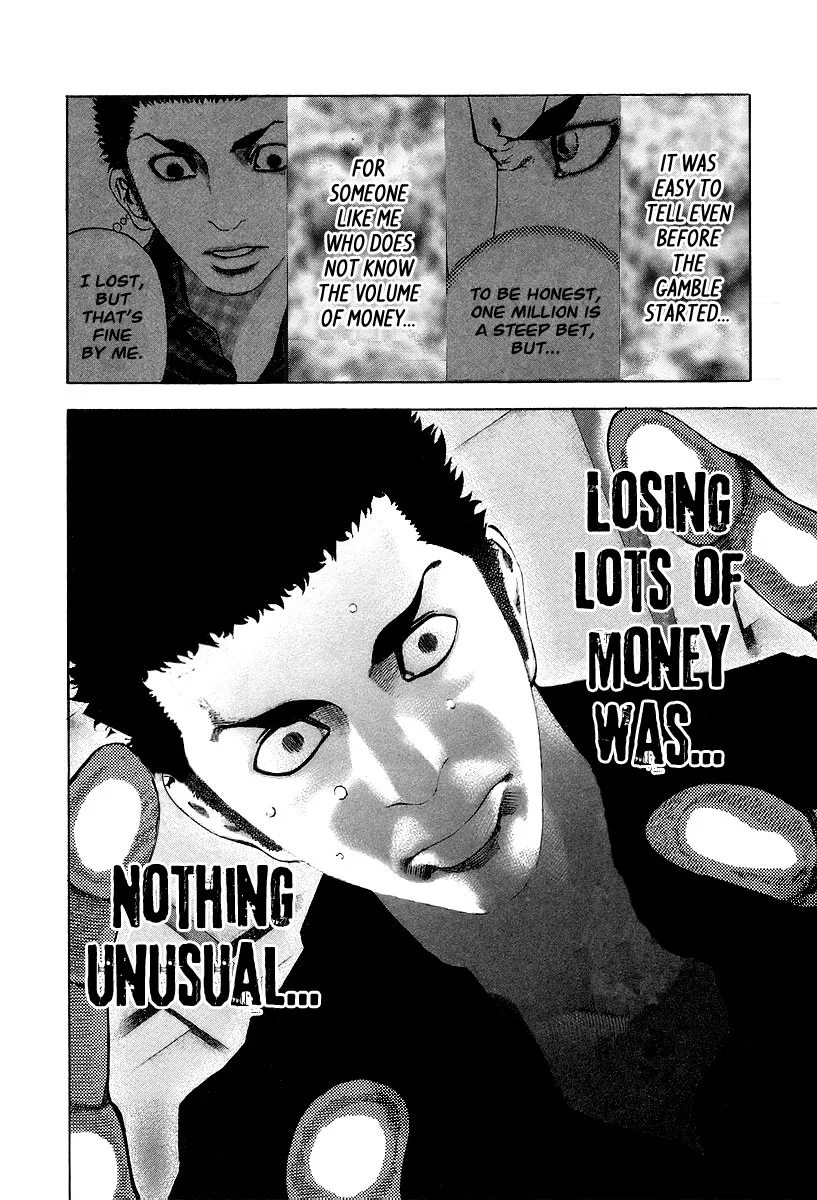 IT WAS
EASY TO
TELL EVEN
BEFORE
THE
GAMBLE
STARTED...
TO BE HONEST,
ONE MILLION IS
A STEEP BET,
BUT...
FOR
SOMEONE
LIKE ME
WHO DOES
NOT KNOW
THE VOLUME
OF MONEY...
I LOST,
BUT
THAT'S
FINE
BY ME.
LOSING
LOTS OF
MONEY
WAS...
NOTHING
UNUSUAL...